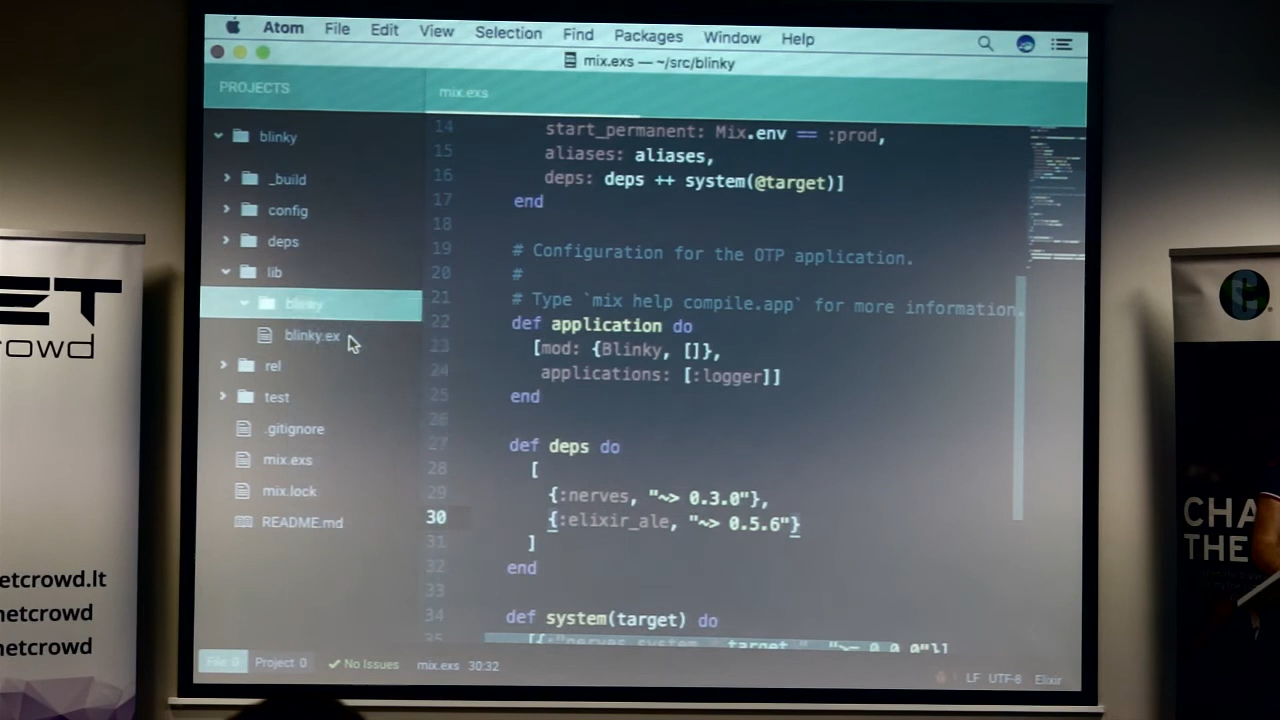 Atom File Edit View Selection Find Packages Window Help
mix.exs — ~/src/blinky
PROJECTS
mix.exs
blinky
_build
config
deps
lib
blinky
blinky.ex
rel
test
.gitignore
mix.exs
mix.lock
README.md
14 start_permanent: Mix.env == :prod,
15 aliases: aliases,
16 deps: deps ++ system(@target)]
17 end
18
19 # Configuration for the OTP application.
20 #
21 # Type `mix help compile.app` for more information.
22 def application do
23 [mod: {Blinky, []},
24 applications: [:logger]]
25 end
26
27 def deps do
28 [
29 {:nerves, "~> 0.3.0"},
30 {:elixir_ale, "~> 0.5.6"}
31 ]
32 end
33
34 def system(target) do
35
File 0 Project 0 No Issues mix.exs 30:32 LF UTF-8 Elixir
ET
owd
etcrowd.lt
netcrowd
netcrowd
CHA
THE